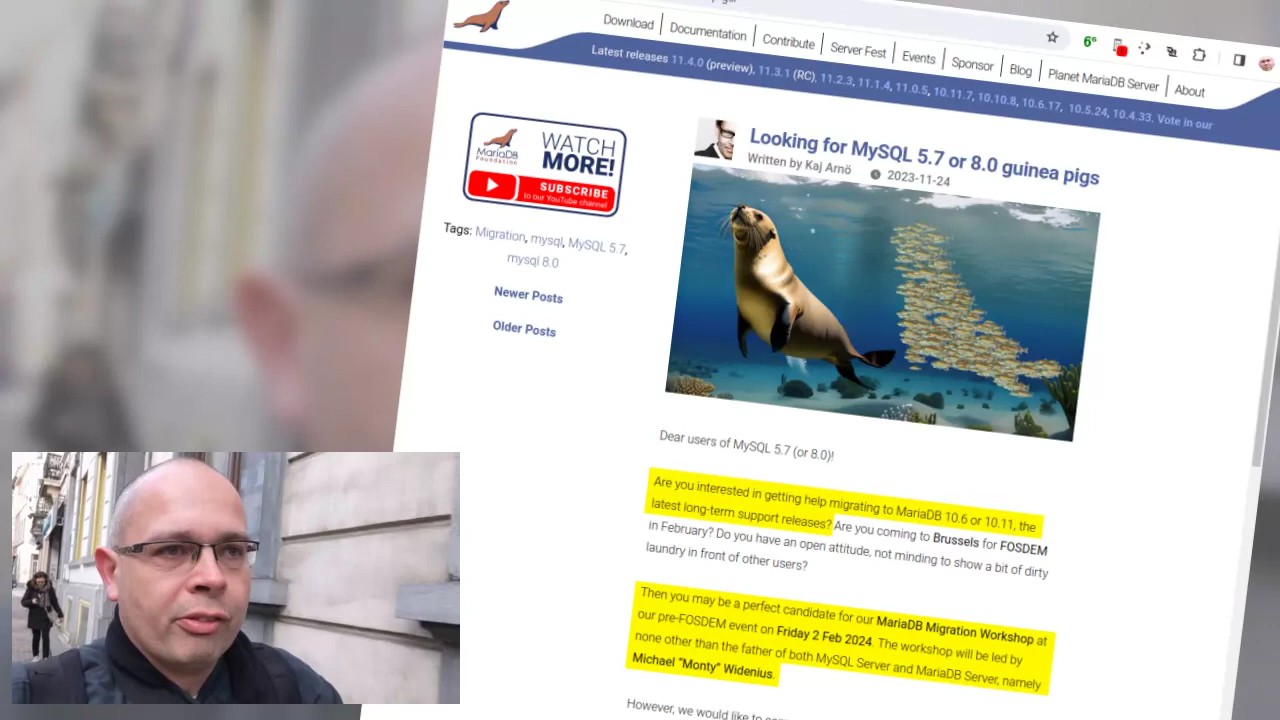 Download
Documentation
Contribute
Server Fest
Events
Sponsor
Blog
Planet MariaDB Server
About
Latest releases 11.4.0 (preview), 11.3.1 (RC), 11.2.3, 11.1.4, 11.0.5, 10.11.7, 10.10.8, 10.6.17, 10.5.24, 10.4.33. Vote in our
MariaDB
Foundation
WATCH
MORE!
SUBSCRIBE
to our YouTube channel
Tags: Migration, mysql, MySQL 5.7,
mysql 8.0
Newer Posts
Older Posts
Looking for MySQL 5.7 or 8.0 guinea pigs
Written by Kaj Arnö 2023-11-24
Dear users of MySQL 5.7 (or 8.0)!
Are you interested in getting help migrating to MariaDB 10.6 or 10.11, the
latest long-term support releases? Are you coming to Brussels for FOSDEM
in February? Do you have an open attitude, not minding to show a bit of dirty
laundry in front of other users?
Then you may be a perfect candidate for our MariaDB Migration Workshop at
our pre-FOSDEM event on Friday 2 Feb 2024. The workshop will be led by
none other than the father of both MySQL Server and MariaDB Server, namely
Michael “Monty” Widenius.
However, we would like to